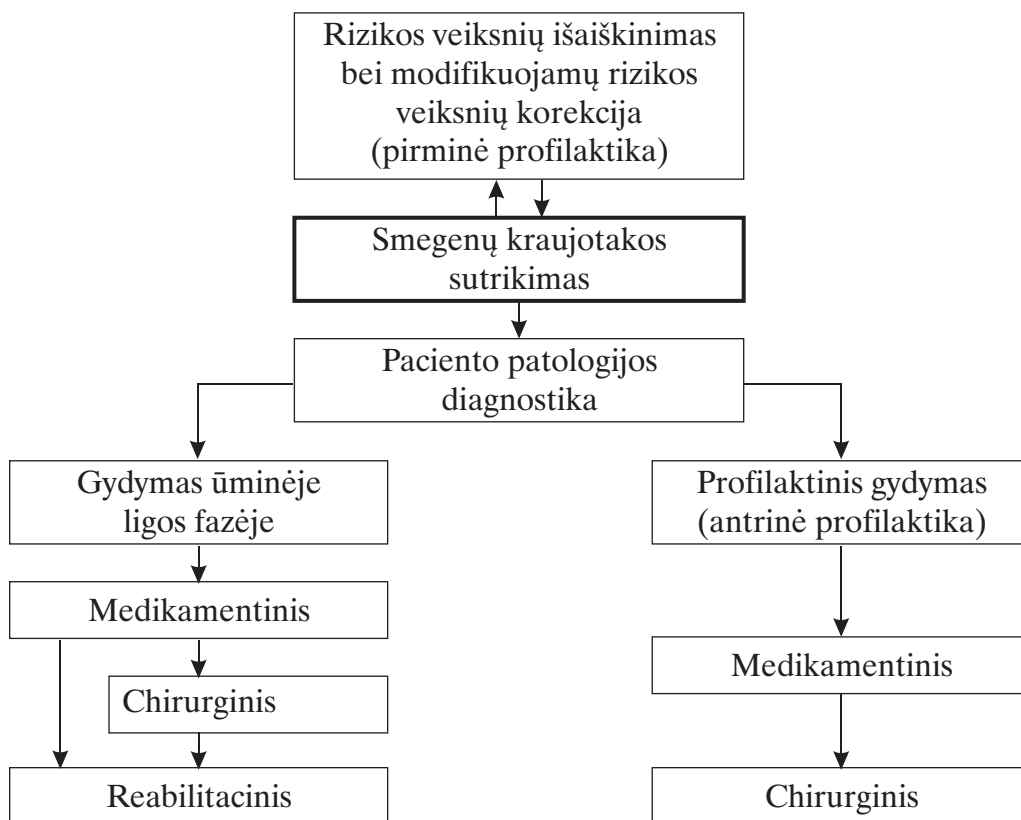 Rizikos veiksnių išaiškinimas
bei modifikuojamų rizikos
veiksnių korekcija
(pirminė profilaktika)
Smegenų kraujotakos
sutrikimas
Paciento patologijos
diagnostika
Gydymas ūminėje
ligos fazėje
Profilaktinis gydymas
(antrinė profilaktika)
Medikamentinis
Medikamentinis
Chirurginis
Reabilitacinis
Chirurginis